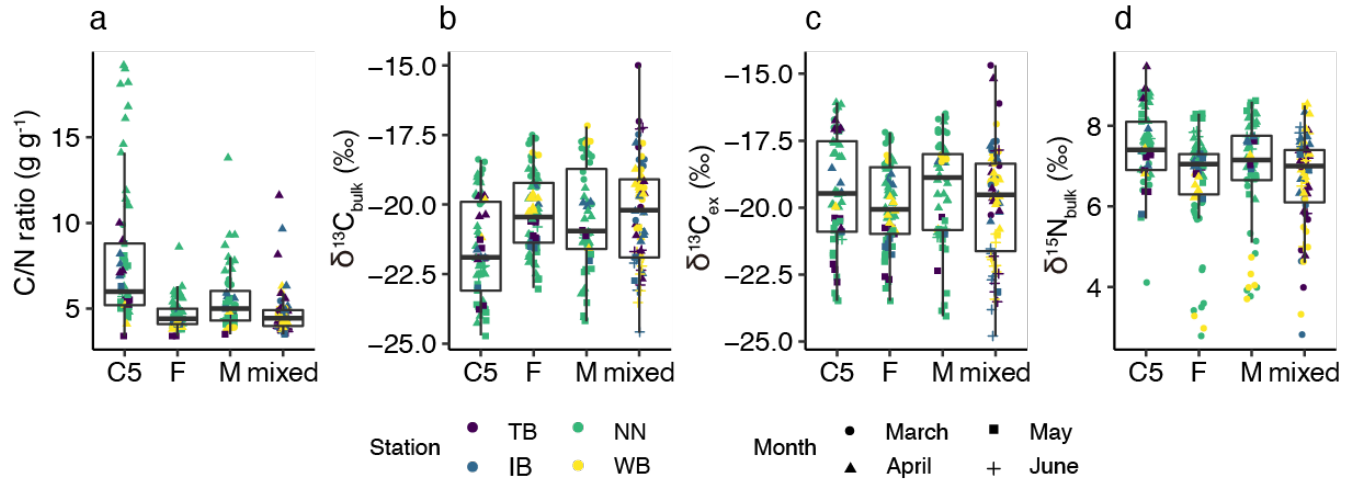 a
C/N ratio (g g⁻¹)
15
10
5
C5 F M mixed
b
δ¹³C_bulk (‰)
−15.0
−17.5
−20.0
−22.5
−25.0
C5 F M mixed
c
δ¹³C_ex (‰)
−15.0
−17.5
−20.0
−22.5
−25.0
C5 F M mixed
d
δ¹⁵N_bulk (‰)
8
6
4
C5 F M mixed
Station
TB NN
IB WB
Month
March May
April June